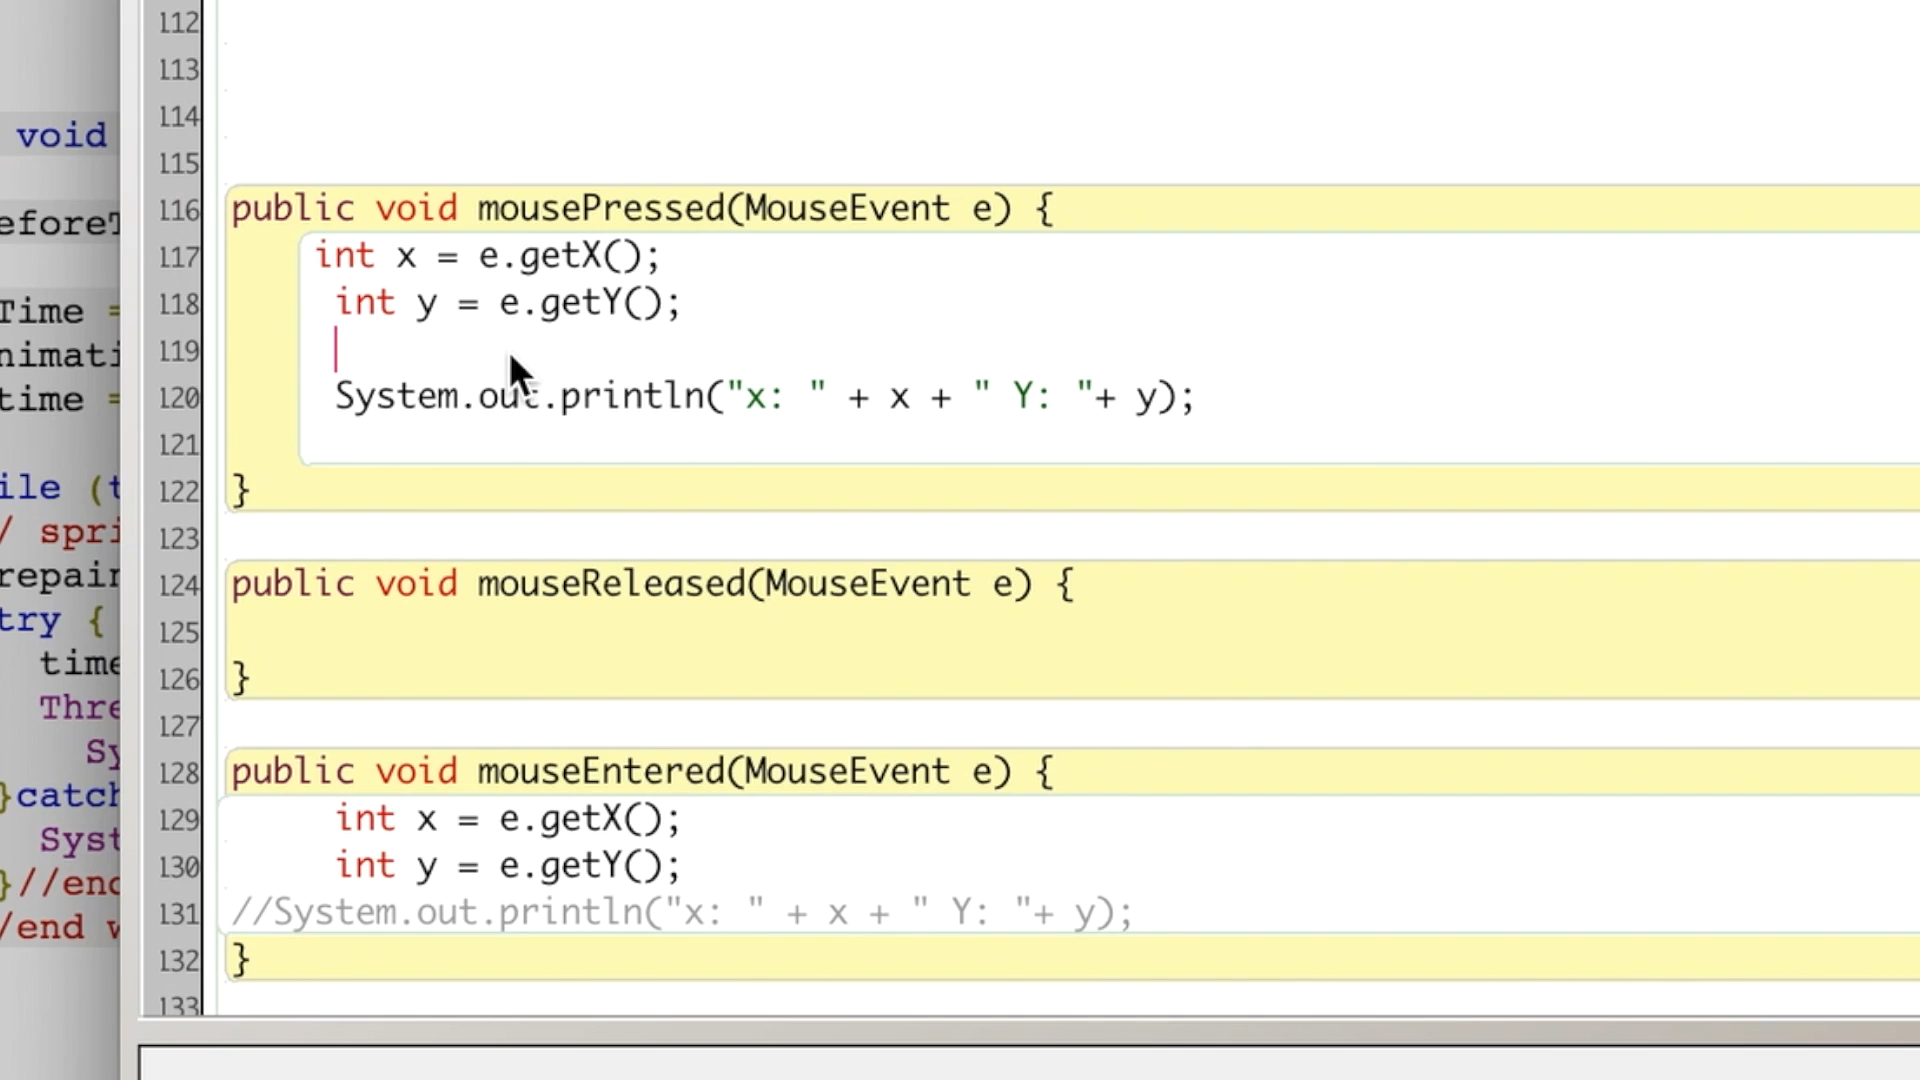 112
113
114
115
116 public void mousePressed(MouseEvent e) {
117 int x = e.getX();
118 int y = e.getY();
119
120 System.out.println("x: " + x + " Y: "+ y);
121
122 }
123
124 public void mouseReleased(MouseEvent e) {
125
126 }
127
128 public void mouseEntered(MouseEvent e) {
129 int x = e.getX();
130 int y = e.getY();
131 //System.out.println("x: " + x + " Y: "+ y);
132 }
133
void
Time =
time =
try {
time
}catch